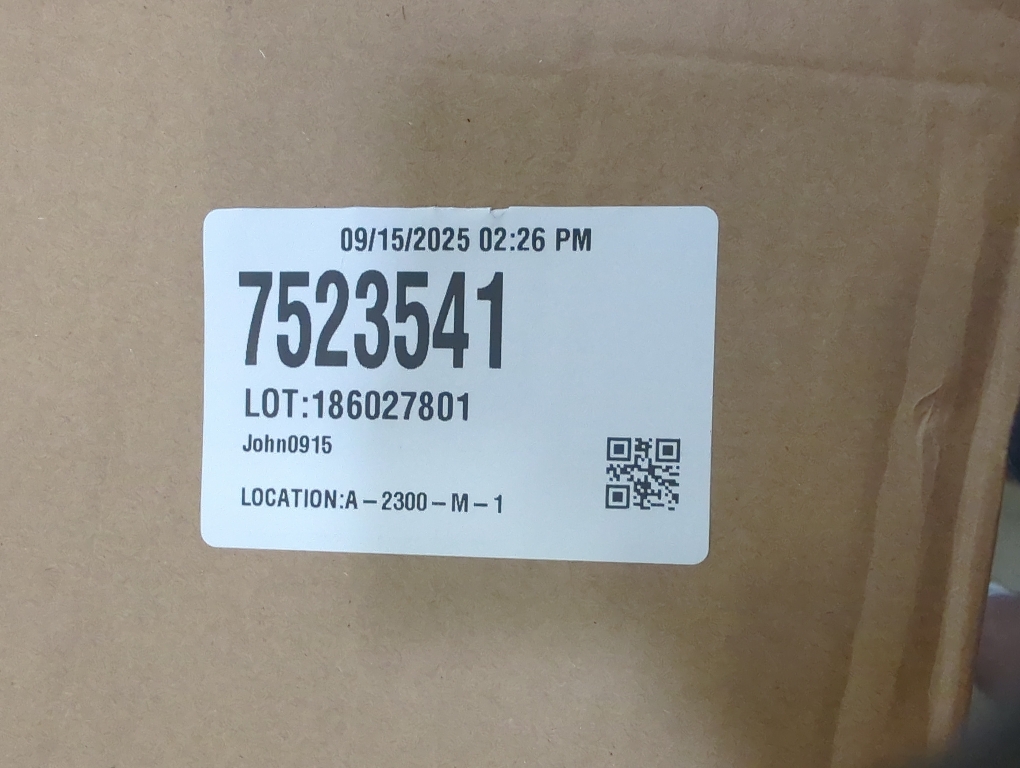 09/15/2025 02:26 PM
7523541
LOT:186027801
John0915
LOCATION:A – 2300 – M – 1